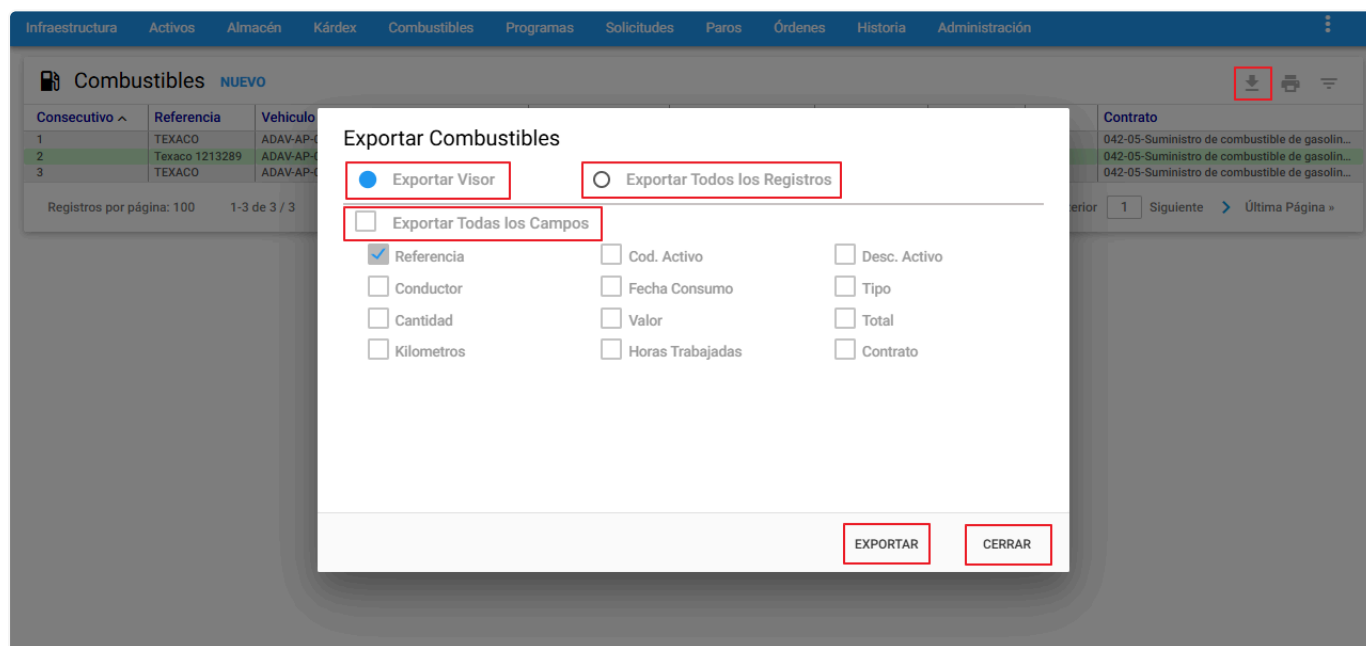 Infraestructura Activos Almacén Kárdex Combustibles Programas Solicitudes Paros Órdenes Historia Administración
Combustibles NUEVO
Consecutivo Referencia Vehiculo Contrato
1 TEXACO 042-05-Suministro de combustible de gasolin...
2 Texaco 1213289 042-05-Suministro de combustible de gasolin...
3 TEXACO 042-05-Suministro de combustible de gasolin...
Registros por página: 100 1-3 de 3 / 3 1 Siguiente Última Página »
Exportar Combustibles
Exportar Visor Exportar Todos los Registros
Exportar Todas los Campos
Referencia Cod. Activo Desc. Activo
Conductor Fecha Consumo Tipo
Cantidad Valor Total
Kilometros Horas Trabajadas Contrato
EXPORTAR CERRAR